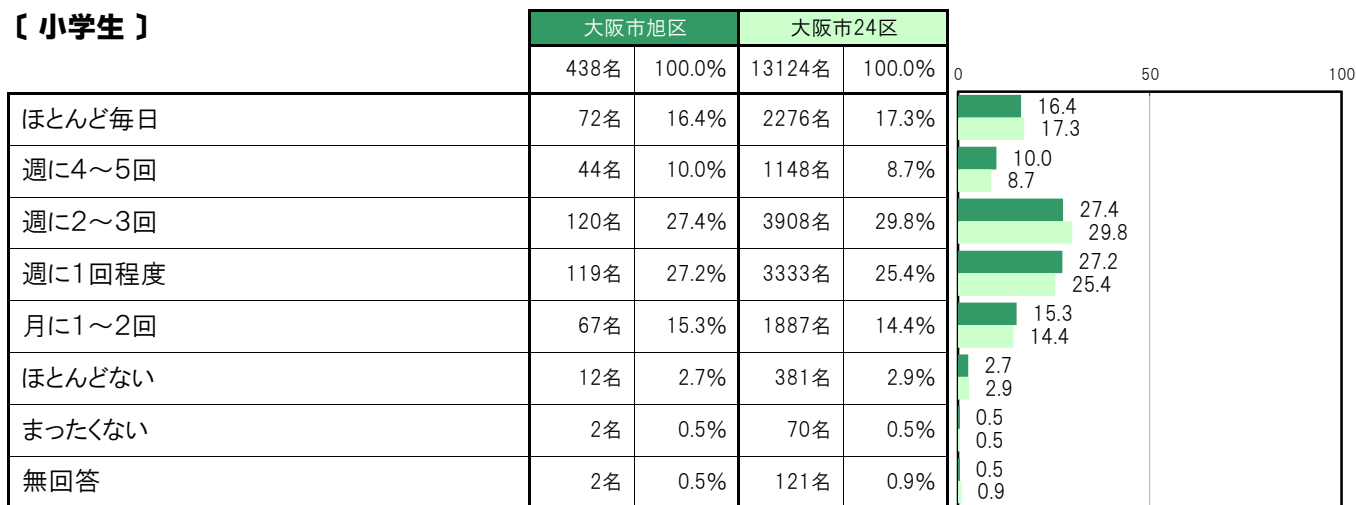 〔 小学生 〕
大阪市旭区 大阪市24区
438名 100.0% 13124名 100.0% 0 50 100
ほとんど毎日 72名 16.4% 2276名 17.3% 16.4
17.3
週に4～5回 44名 10.0% 1148名 8.7% 10.0
8.7
週に2～3回 120名 27.4% 3908名 29.8% 27.4
29.8
週に1回程度 119名 27.2% 3333名 25.4% 27.2
25.4
月に1～2回 67名 15.3% 1887名 14.4% 15.3
14.4
ほとんどない 12名 2.7% 381名 2.9% 2.7
2.9
まったくない 2名 0.5% 70名 0.5% 0.5
0.5
無回答 2名 0.5% 121名 0.9% 0.5
0.9